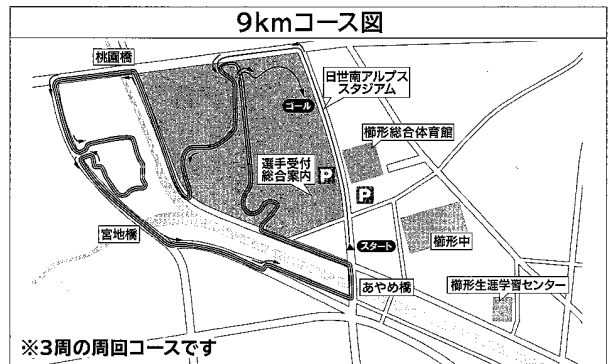 9kmコース図
桃園橋
日世南アルプス
スタジアム
ゴール
櫛形総合体育館
選手受付
総合案内
P
P
スタート
櫛形中
宮地橋
あやめ橋
櫛形生涯学習センター
※3周の周回コースです